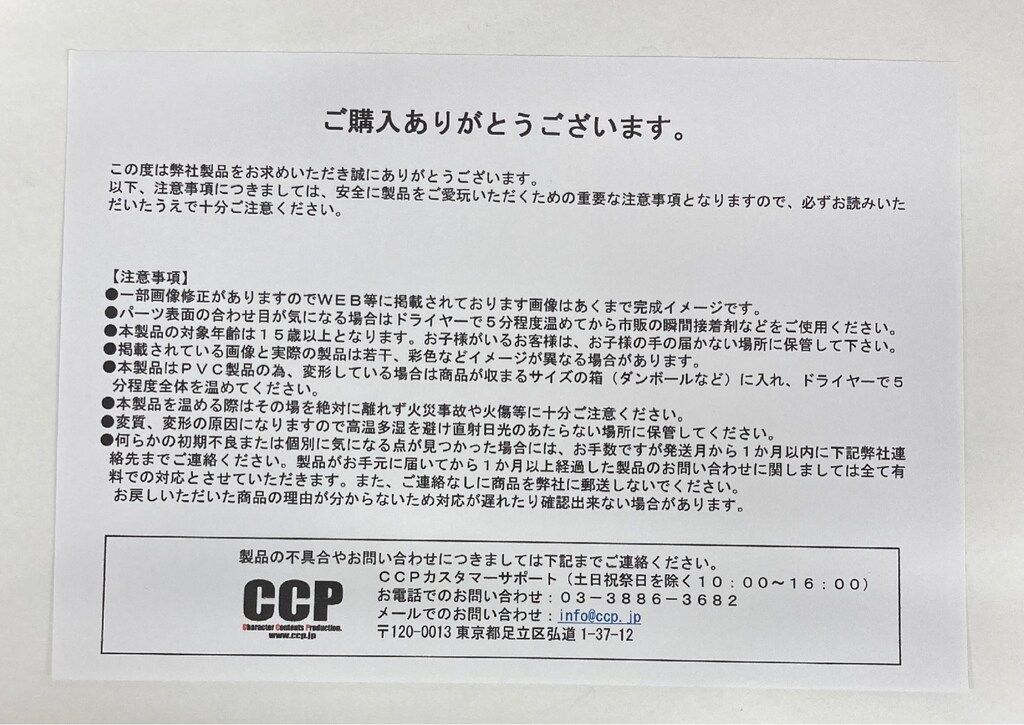 ご購入ありがとうございます。
この度は弊社製品をお求めいただき誠にありがとうございます。
以下、注意事項につきましては、安全に製品をご愛玩いただくための重要な注意事項となりますので、必ずお読みいた
だいたうえで十分ご注意ください。
【注意事項】
●一部画像修正がありますのでＷＥＢ等に掲載されております画像はあくまで完成イメージです。
●パーツ表面の合わせ目が気になる場合はドライヤーで５分程度温めてから市販の瞬間接着剤などをご使用ください。
●本製品の対象年齢は１５歳以上となります。お子様がいるお客様は、お子様の手の届かない場所に保管して下さい。
●掲載されている画像と実際の製品は若干、彩色などイメージが異なる場合があります。
●本製品はＰＶＣ製品の為、変形している場合は商品が収まるサイズの箱（ダンボールなど）に入れ、ドライヤーで５
分程度全体を温めてください。
●本製品を温める際はその場を絶対に離れず火災事故や火傷等に十分ご注意ください。
●変質、変形の原因になりますので高温多湿を避け直射日光のあたらない場所に保管してください。
●何らかの初期不良または個別に気になる点が見つかった場合には、お手数ですが発送月から１か月以内に下記弊社連
絡先までご連絡ください。製品がお手元に届いてから１か月以上経過した製品のお問い合わせに関しましては全て有
料での対応とさせていただきます。また、ご連絡なしに商品を弊社に郵送しないでください。
お戻しいただいた商品の理由が分からないため対応が遅れたり確認出来ない場合があります。
製品の不具合やお問い合わせにつきましては下記までご連絡ください。
ＣＣＰカスタマーサポート（土日祝祭日を除く１０：００～１６：００）
お電話でのお問い合わせ：０３－３８８６－３６８２
メールでのお問い合わせ：info@ccp.jp
〒120-0013 東京都足立区弘道 1-37-12
CCP
Character Contents Production.
www.ccp.jp